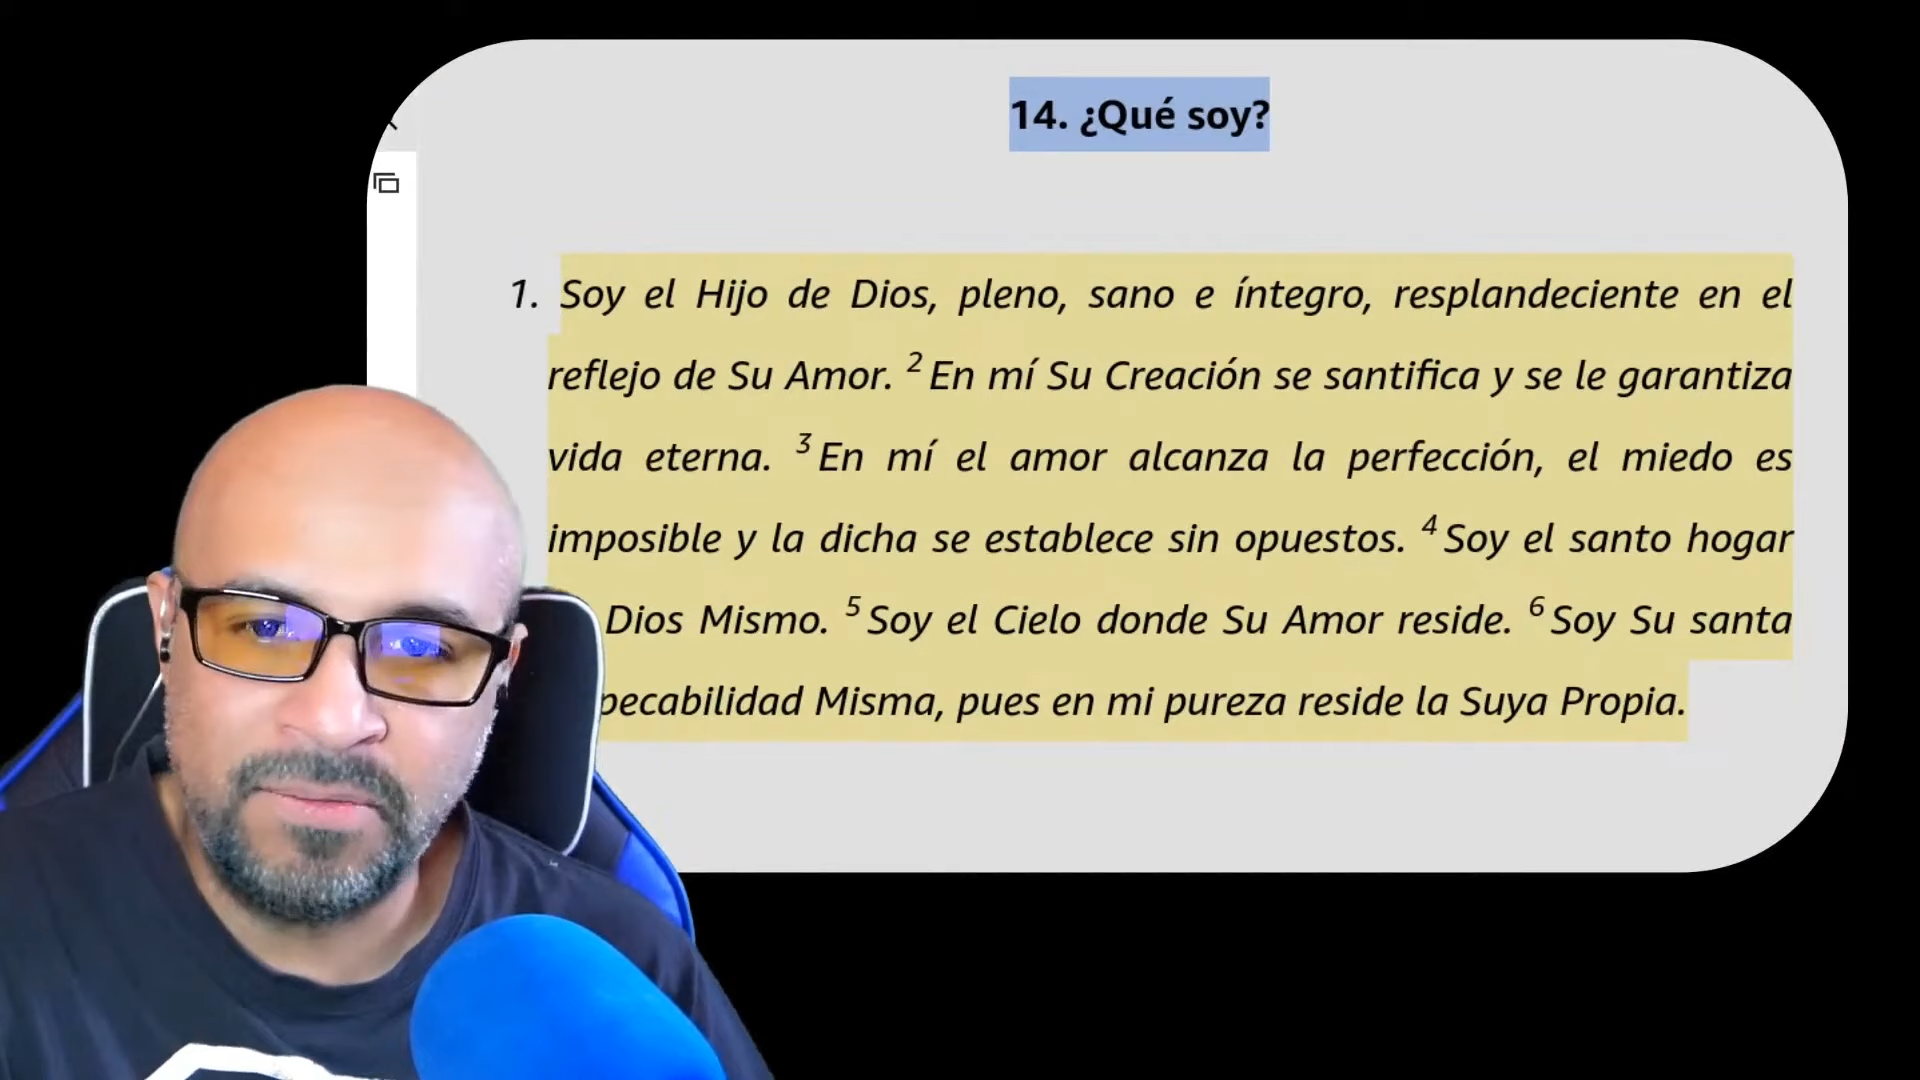 14. ¿Qué soy?
1. Soy el Hijo de Dios, pleno, sano e íntegro, resplandeciente en el
reflejo de Su Amor. 2 En mí Su Creación se santifica y se le garantiza
vida eterna. 3 En mí el amor alcanza la perfección, el miedo es
imposible y la dicha se establece sin opuestos. 4 Soy el santo hogar
Dios Mismo. 5 Soy el Cielo donde Su Amor reside. 6 Soy Su santa
pecabilidad Misma, pues en mi pureza reside la Suya Propia.